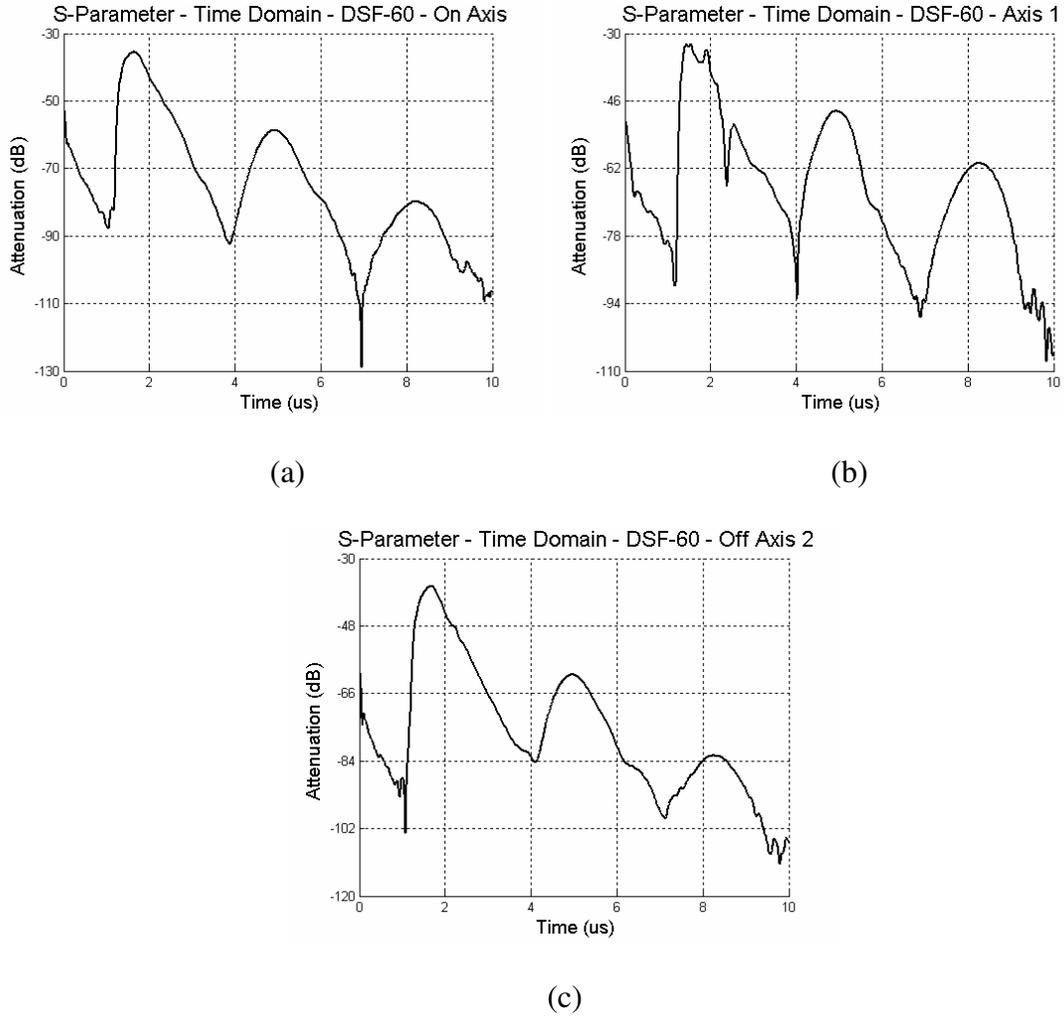 S-Parameter - Time Domain - DSF-60 - On Axis
-30
-50
-70
-90
-110
-130
Attenuation (dB)
0 2 4 6 8 10
Time (us)
(a)
S-Parameter - Time Domain - DSF-60 - Axis 1
-30
-46
-62
-78
-94
-110
Attenuation (dB)
0 2 4 6 8 10
Time (us)
(b)
S-Parameter - Time Domain - DSF-60 - Off Axis 2
-30
-48
-66
-84
-102
-120
Attenuation (dB)
0 2 4 6 8 10
Time (us)
(c)